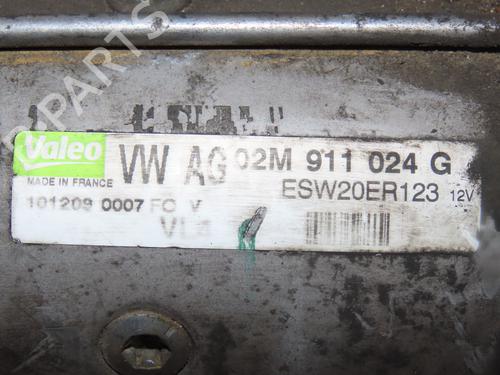 Valeo VW AG 02M 911 024 G
MADE IN FRANCE ESW20ER123 12V
101209 0007 FC V